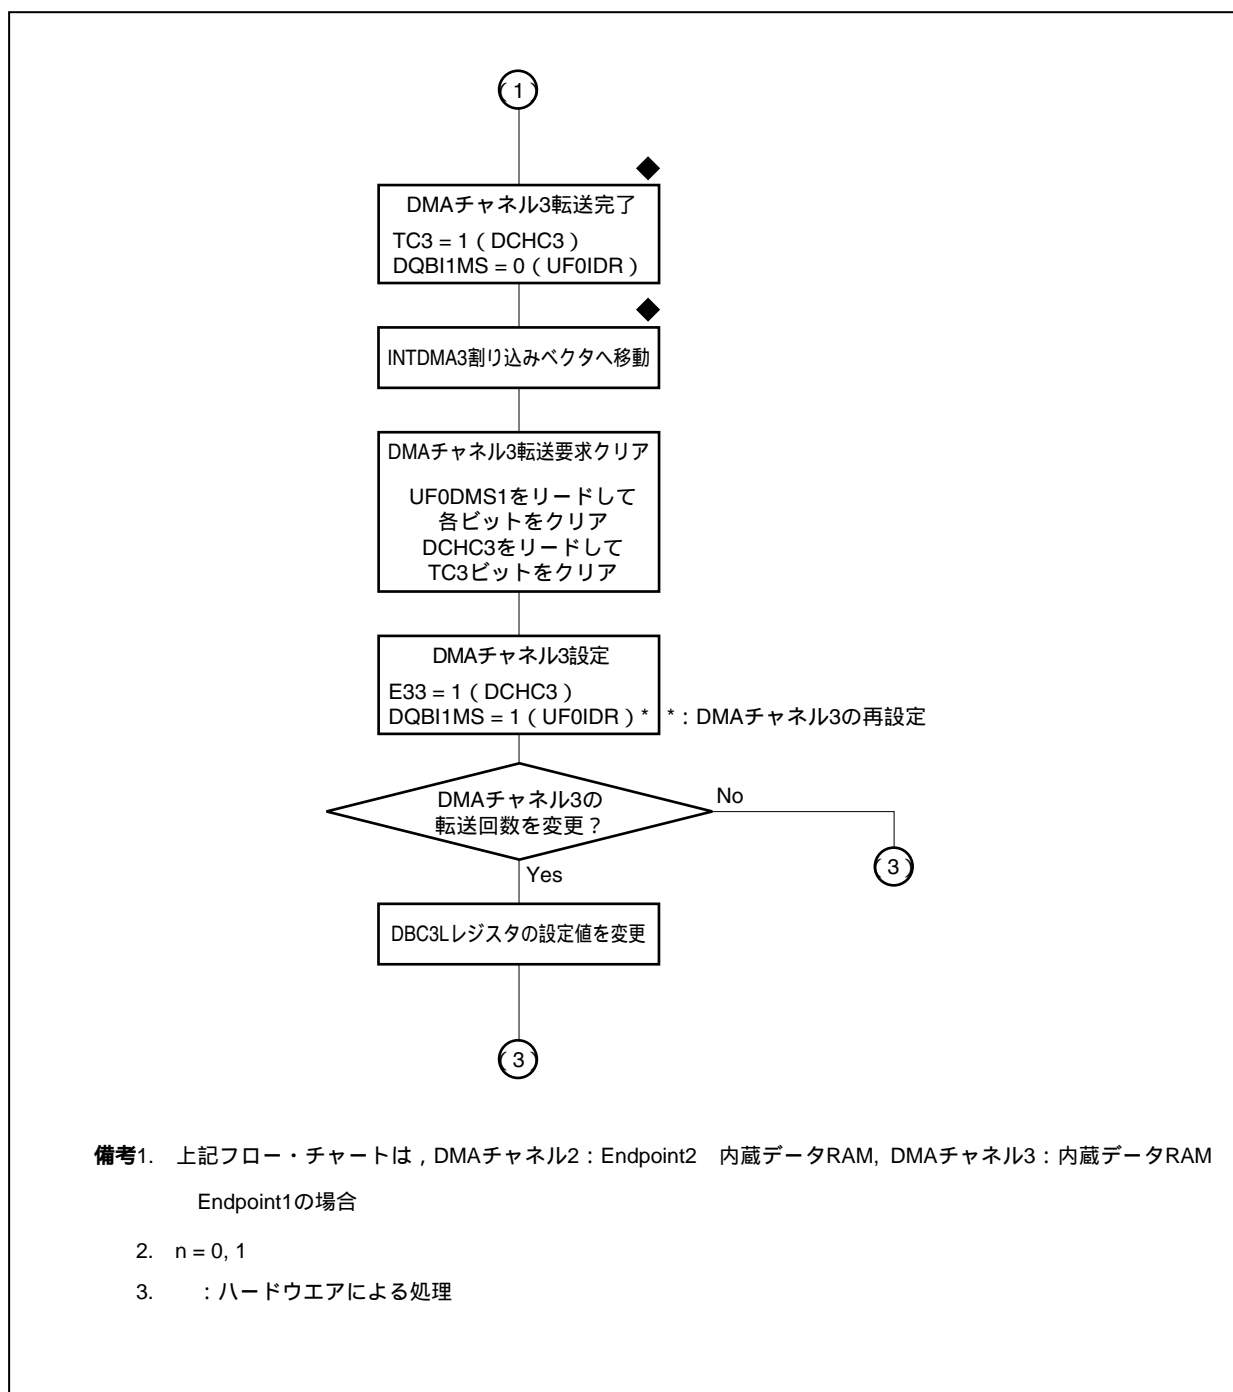 (1)
DMAチャネル3転送完了
TC3 = 1 ( DCHC3 )
DQBI1MS = 0 ( UF0IDR )
INTDMA3割り込みベクタへ移動
DMAチャネル3転送要求クリア
UF0DMS1をリードして
各ビットをクリア
DCHC3をリードして
TC3ビットをクリア
DMAチャネル3設定
E33 = 1 ( DCHC3 )
DQBI1MS = 1 ( UF0IDR ) * *：DMAチャネル3の再設定
DMAチャネル3の
転送回数を変更？
No
(3)
Yes
DBC3Lレジスタの設定値を変更
(3)
備考1. 上記フロー・チャートは，DMAチャネル2：Endpoint2 内蔵データRAM, DMAチャネル3：内蔵データRAM
Endpoint1の場合
2. n = 0, 1
3. ：ハードウエアによる処理